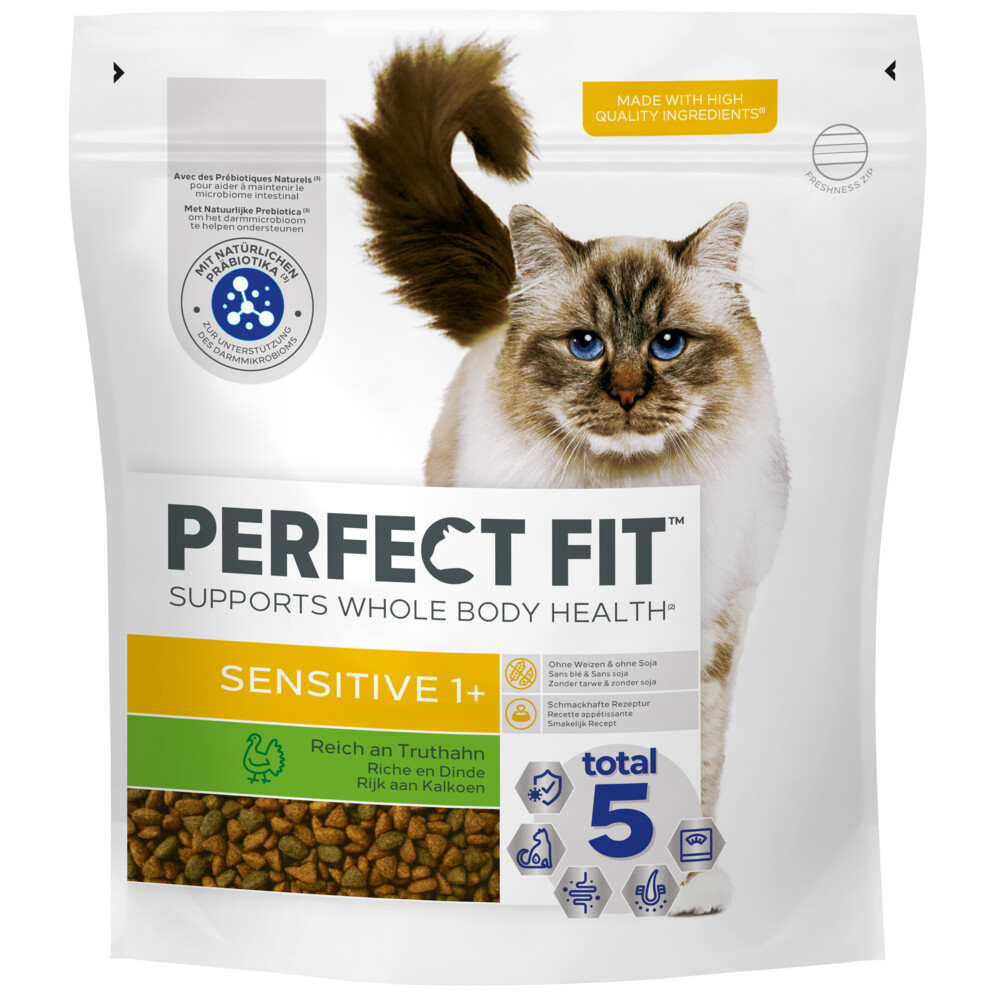 MADE WITH HIGH
QUALITY INGREDIENTS(1)
FRESHNESS ZIP
Avec des Prébiotiques Naturels (3)
pour aider à maintenir le
microbiome intestinal
Met Natuurlijke Prebiotica (3)
om het darmmicrobioom
te helpen ondersteunen
MIT NATÜRLICHEN
PRÄBIOTIKA (3)
ZUR UNTERSTÜTZUNG
DES DARMMIKROBIOMS
PERFECT FIT™
SUPPORTS WHOLE BODY HEALTH(2)
SENSITIVE 1+
Ohne Weizen & ohne Soja
Sans blé & Sans soja
Zonder tarwe & zonder soja
Schmackhafte Rezeptur
Recette appétissante
Smakelijk Recept
Reich an Truthahn
Riche en Dinde
Rijk aan Kalkoen
total
5